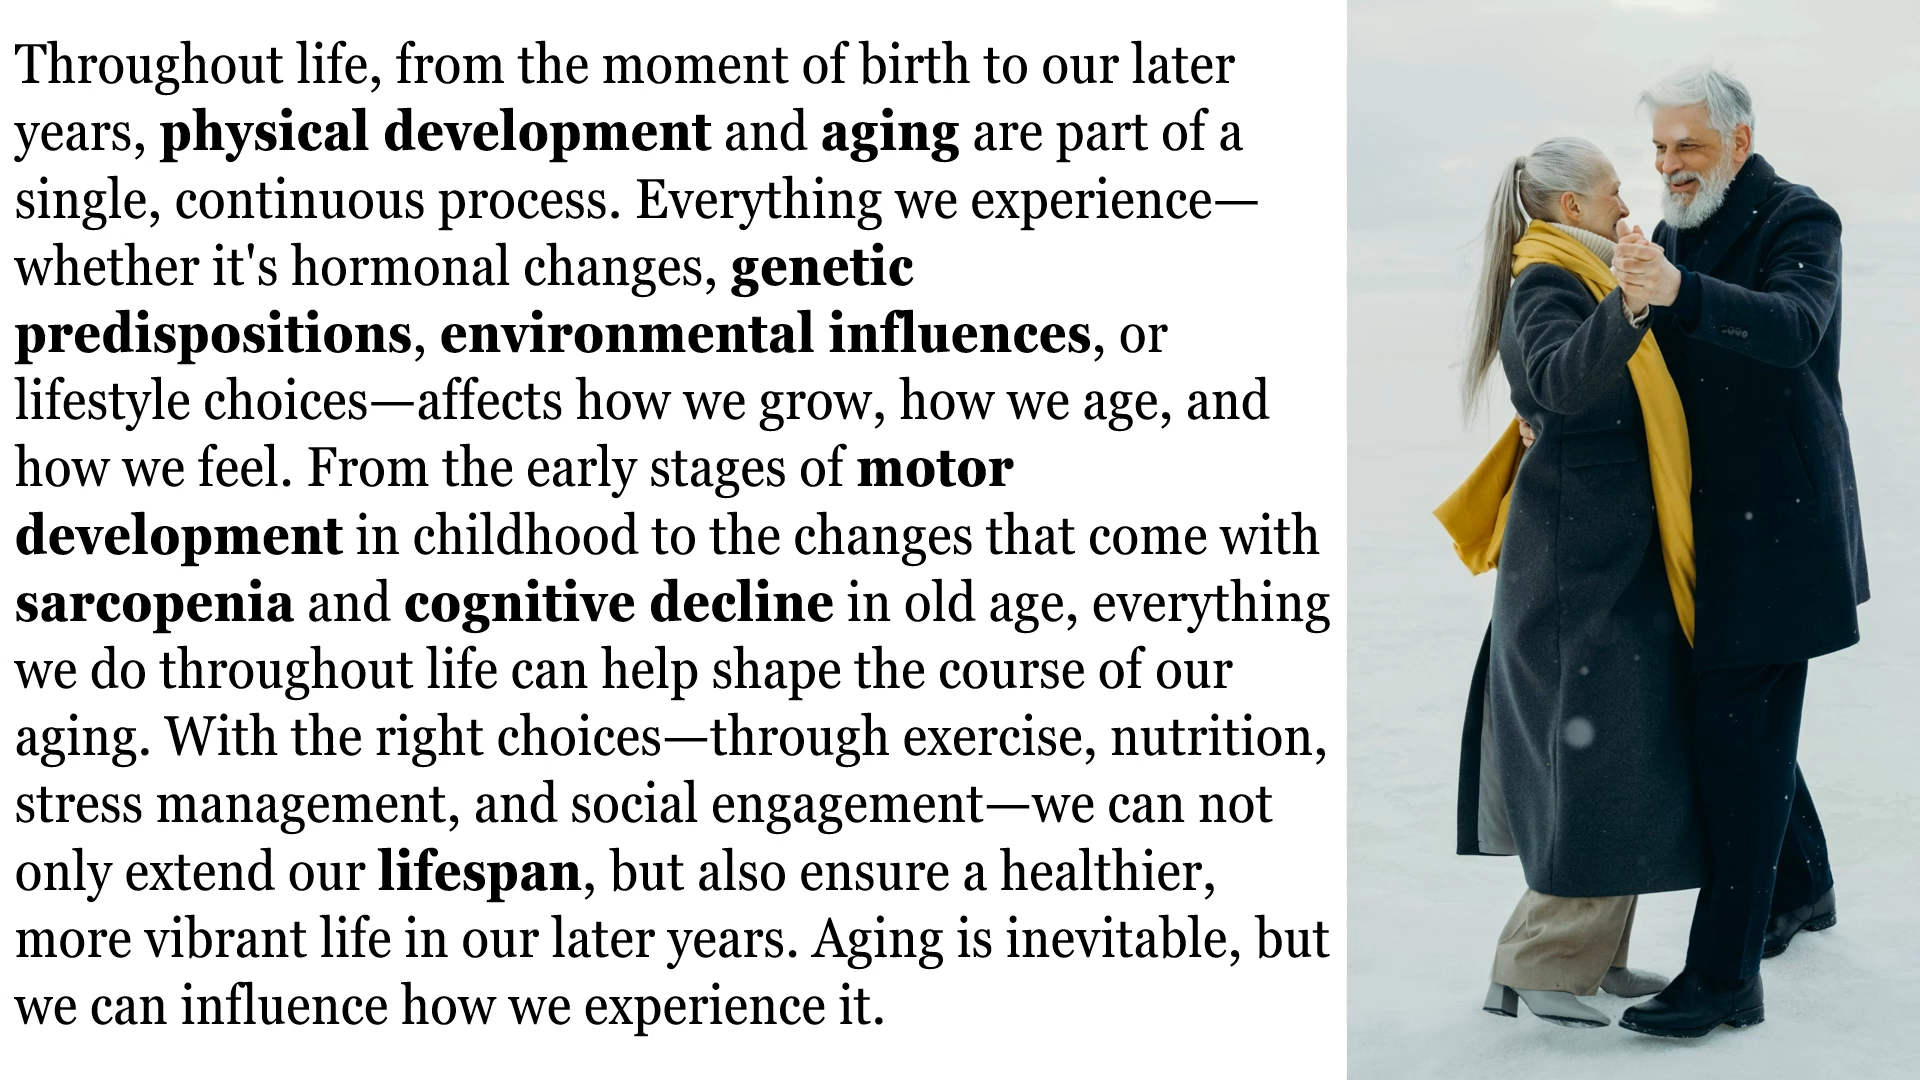 Throughout life, from the moment of birth to our later
years, physical development and aging are part of a
single, continuous process. Everything we experience—
whether it's hormonal changes, genetic
predispositions, environmental influences, or
lifestyle choices—affects how we grow, how we age, and
how we feel. From the early stages of motor
development in childhood to the changes that come with
sarcopenia and cognitive decline in old age, everything
we do throughout life can help shape the course of our
aging. With the right choices—through exercise, nutrition,
stress management, and social engagement—we can not
only extend our lifespan, but also ensure a healthier,
more vibrant life in our later years. Aging is inevitable, but
we can influence how we experience it.